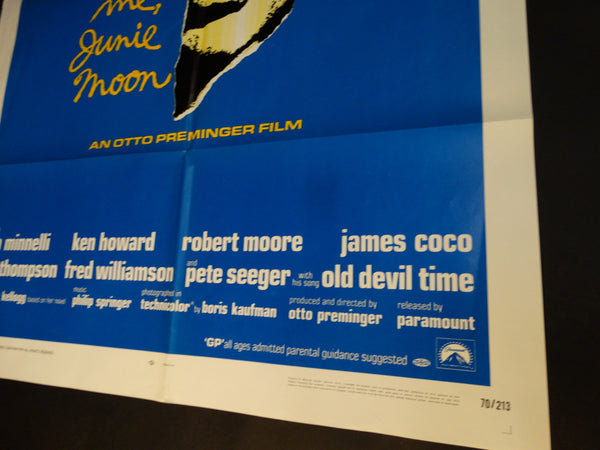 me,
Junie
Moon
AN OTTO PREMINGER FILM
minnelli ken howard robert moore james coco
thompson fred williamson and pete seeger with his song old devil time
kellogg based on her novel music philip springer photographed in technicolor® by boris kaufman produced and directed by otto preminger released by paramount
'GP' all ages admitted parental guidance suggested
70/213